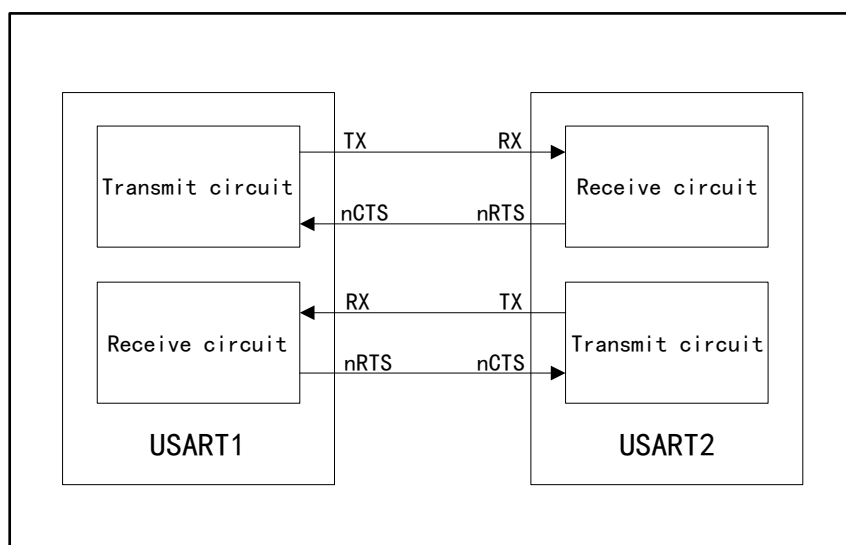 TX RX
Transmit circuit Receive circuit
nCTS nRTS
RX TX
Receive circuit Transmit circuit
nRTS nCTS
USART1 USART2